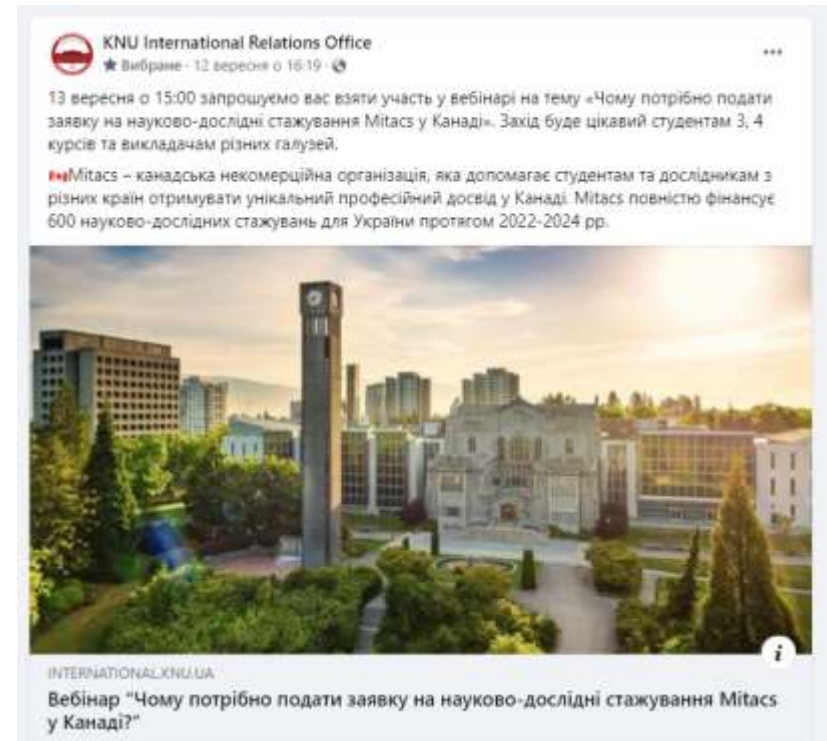 KNU International Relations Office
Вибране · 12 вересня о 16:19
13 вересня о 15:00 запрошуємо вас взяти участь у вебінарі на тему «Чому потрібно подати
заявку на науково-дослідні стажування Mitacs у Канаді». Захід буде цікавий студентам 3, 4
курсів та викладачам різних галузей.
Mitacs – канадська некомерційна організація, яка допомагає студентам та дослідникам з
різних країн отримувати унікальний професійний досвід у Канаді. Mitacs повністю фінансує
600 науково-дослідних стажувань для України протягом 2022-2024 рр.
INTERNATIONAL.KNU.UA
Вебінар "Чому потрібно подати заявку на науково-дослідні стажування Mitacs
у Канаді?"